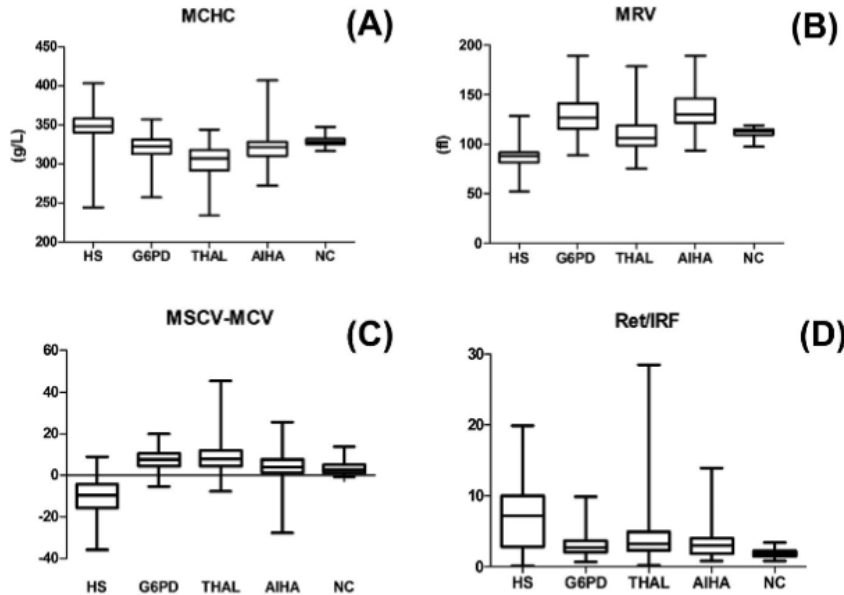 MCHC
(A)
450
400
350
300
250
200
(g/L)
HS G6PD THAL AIHA NC
MRV
(B)
200
150
100
50
0
(fl)
HS G6PD THAL AIHA NC
MSCV-MCV
(C)
60
40
20
0
-20
-40
HS G6PD THAL AIHA NC
Ret/IRF
(D)
30
20
10
0
HS G6PD THAL AIHA NC